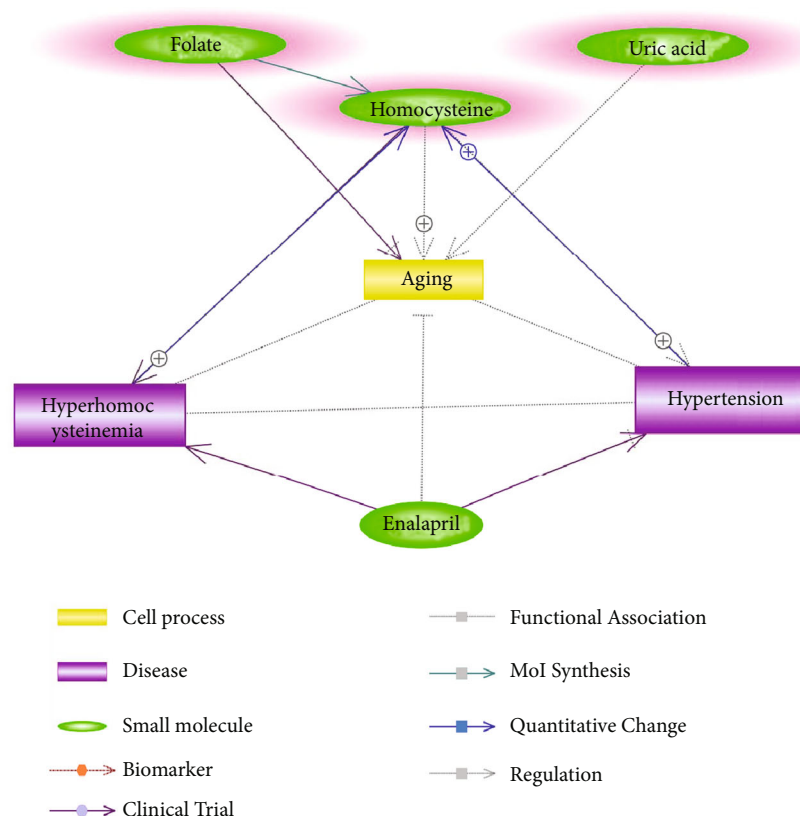 Folate
Uric acid
Homocysteine
Aging
Hyperhomoc
ysteinemia
Hypertension
Enalapril
Cell process
Functional Association
Disease
MoI Synthesis
Small molecule
Quantitative Change
Biomarker
Regulation
Clinical Trial